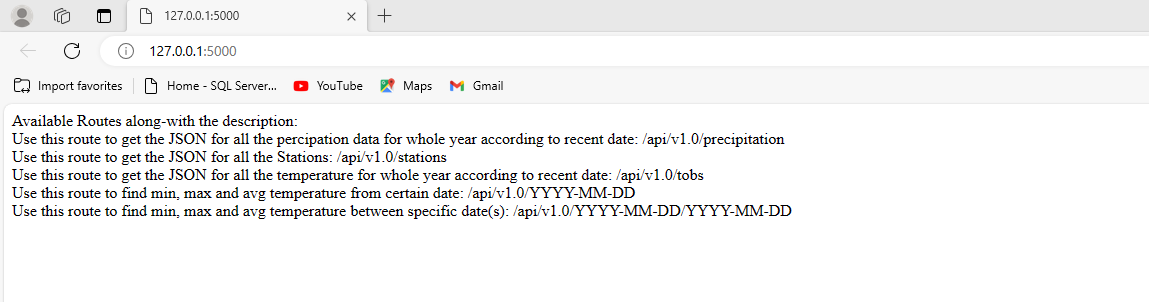 127.0.0.1:5000
127.0.0.1:5000
Import favorites Home - SQL Server... YouTube Maps Gmail
Available Routes along-with the description:
Use this route to get the JSON for all the percipation data for whole year according to recent date: /api/v1.0/precipitation
Use this route to get the JSON for all the Stations: /api/v1.0/stations
Use this route to get the JSON for all the temperature for whole year according to recent date: /api/v1.0/tobs
Use this route to find min, max and avg temperature from certain date: /api/v1.0/YYYY-MM-DD
Use this route to find min, max and avg temperature between specific date(s): /api/v1.0/YYYY-MM-DD/YYYY-MM-DD